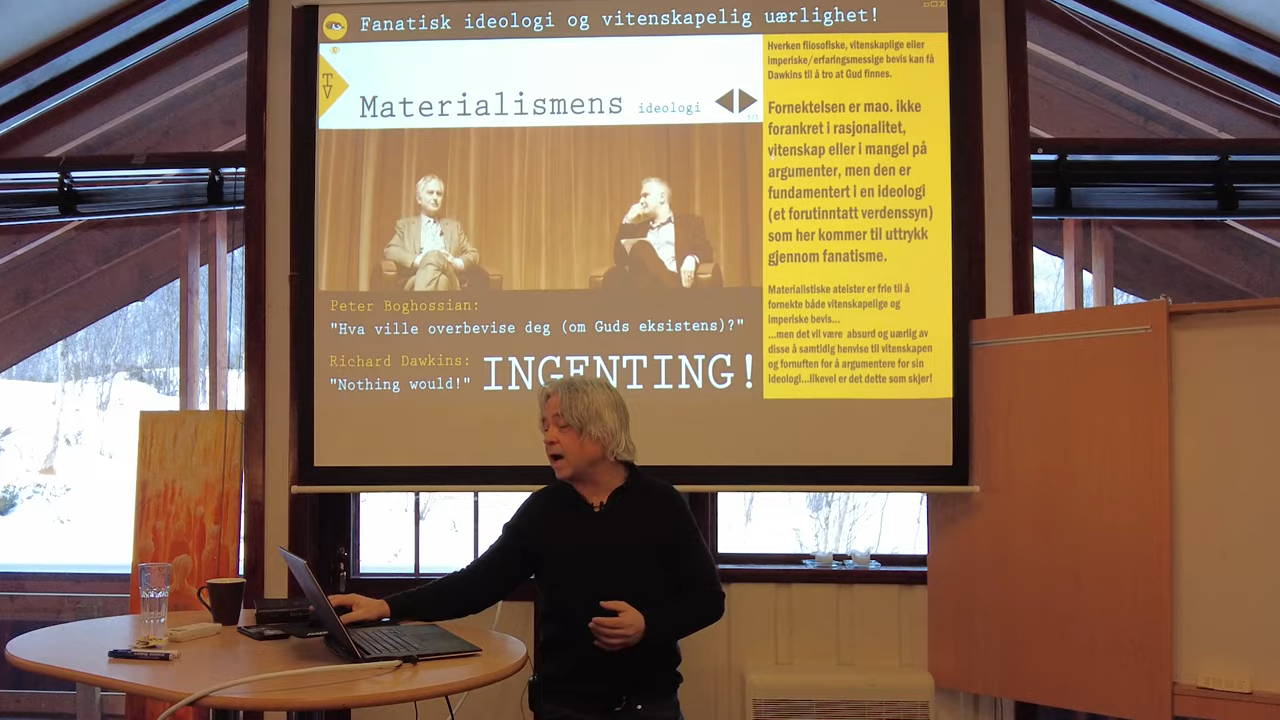 Fanatisk ideologi og vitenskapelig uærlighet!
TV
Materialismens ideologi
Peter Boghossian:
"Hva ville overbevise deg (om Guds eksistens)?"
Richard Dawkins:
"Nothing would!" INGENTING!
Hverken filosofiske, vitenskaplige eller
imperiske/erfaringsmessige bevis kan få
Dawkins til å tro at Gud finnes.
Fornektelsen er mao. ikke
forankret i rasjonalitet,
vitenskap eller i mangel på
argumenter, men den er
fundamentert i en ideologi
(et forutinntatt verdenssyn)
som her kommer til uttrykk
gjennom fanatisme.
Materialistiske ateister er frie til å
fornekte både vitenskapelige og
imperiske bevis...
...men det vil være absurd og uærlig av
disse å samtidig henvise til vitenskapen
og fornuften for å argumentere for sin
ideologi...likevel er det dette som skjer!